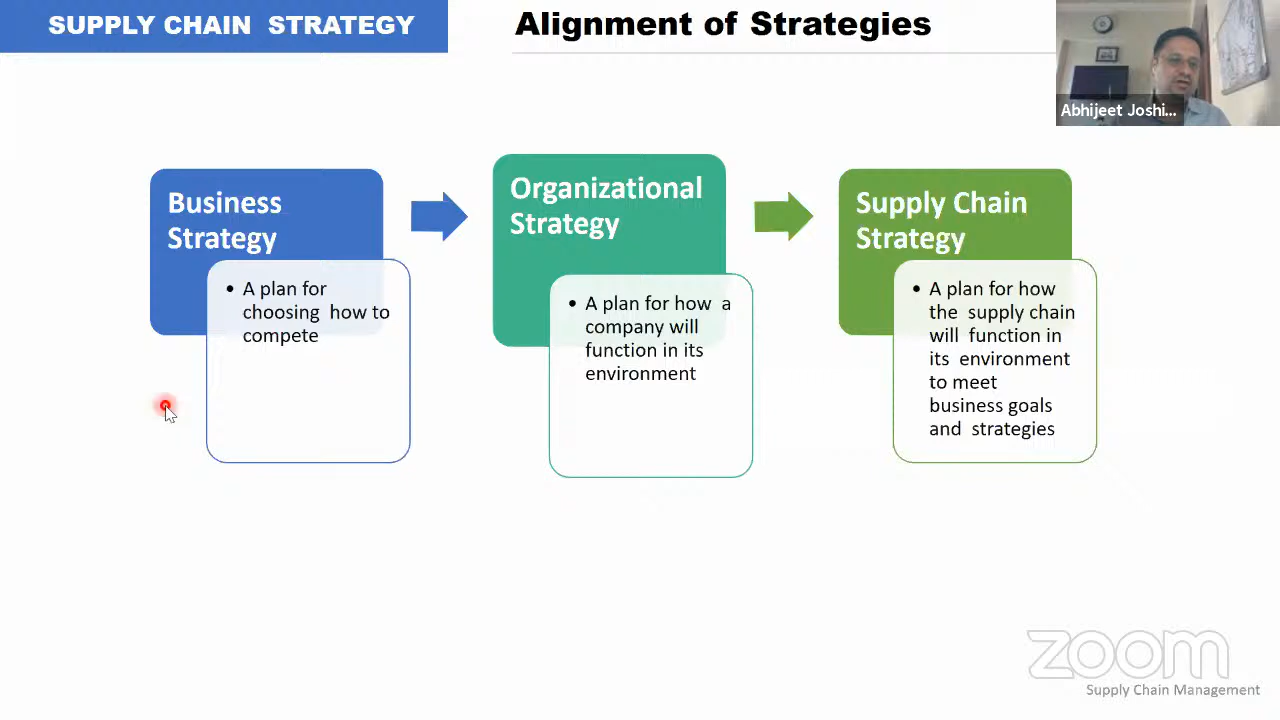 SUPPLY CHAIN STRATEGY
Alignment of Strategies
Abhijeet Joshi...
Business
Strategy
• A plan for
choosing how to
compete
Organizational
Strategy
• A plan for how a
company will
function in its
environment
Supply Chain
Strategy
• A plan for how
the supply chain
will function in
its environment
to meet
business goals
and strategies
zoom
Supply Chain Management